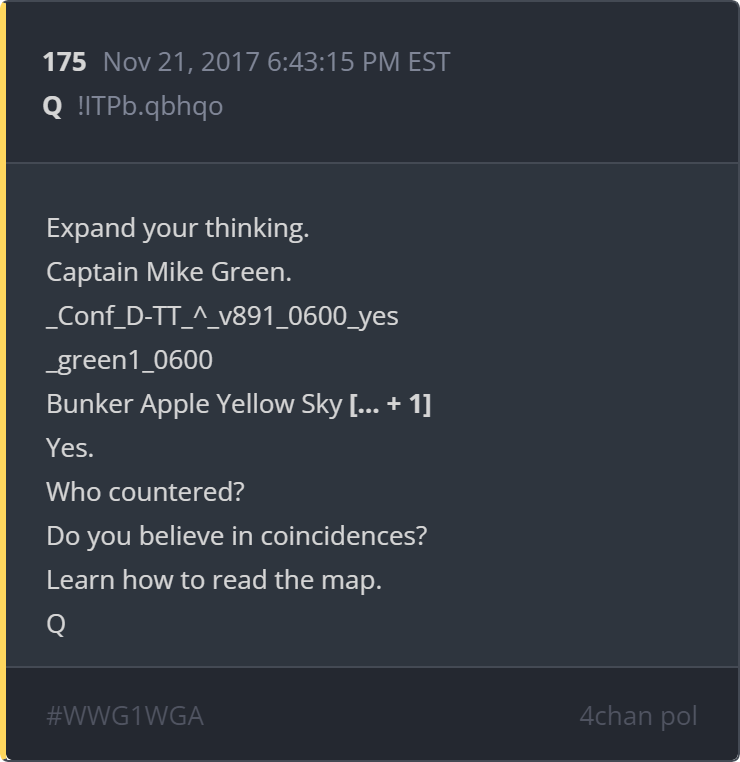 175 Nov 21, 2017 6:43:15 PM EST
Q !ITPb.qbhqo
Expand your thinking.
Captain Mike Green.
_Conf_D-TT_^_v891_0600_yes
_green1_0600
Bunker Apple Yellow Sky [... + 1]
Yes.
Who countered?
Do you believe in coincidences?
Learn how to read the map.
Q
#WWG1WGA 4chan pol